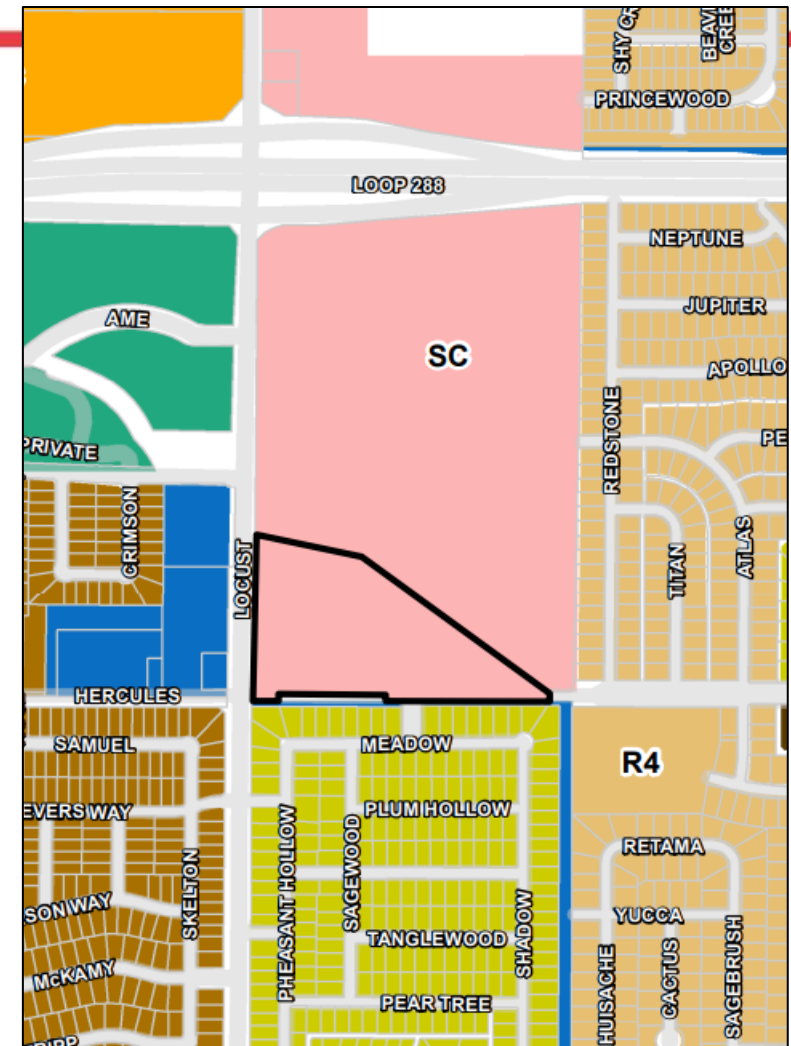 SHY CR
BEAV
CREE
PRINCEWOOD
LOOP 288
NEPTUNE
AME
JUPITER
SC
APOLLO
REDSTONE
PE
PRIVATE
CRIMSON
LOCUST
TITAN
ATLAS
HERCULES
SAMUEL
MEADOW
R4
EVERS WAY
PLUM HOLLOW
PHEASANT HOLLOW
SAGEWOOD
RETAMA
SKELTON
SON WAY
SHADOW
YUCCA
TANGLEWOOD
HUISACHE
CACTUS
SAGEBRUSH
McKAMY
PEAR TREE
RIPP